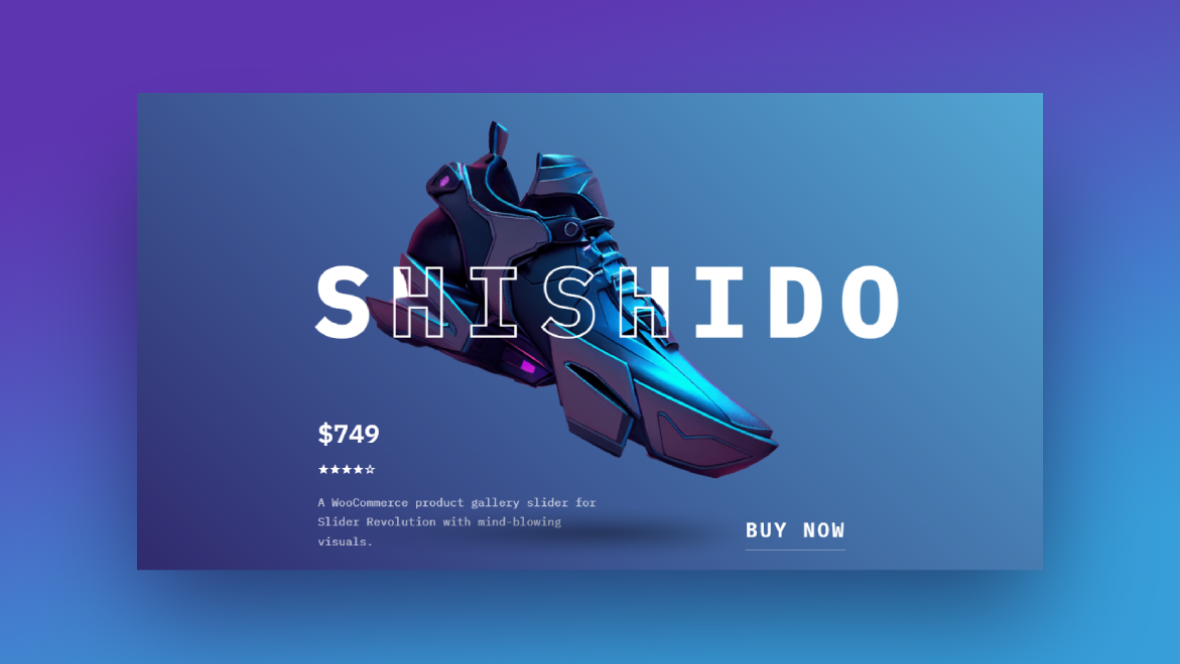 SHISHIDO
$749
★★★★☆
A WooCommerce product gallery slider for
Slider Revolution with mind-blowing
visuals.
BUY NOW